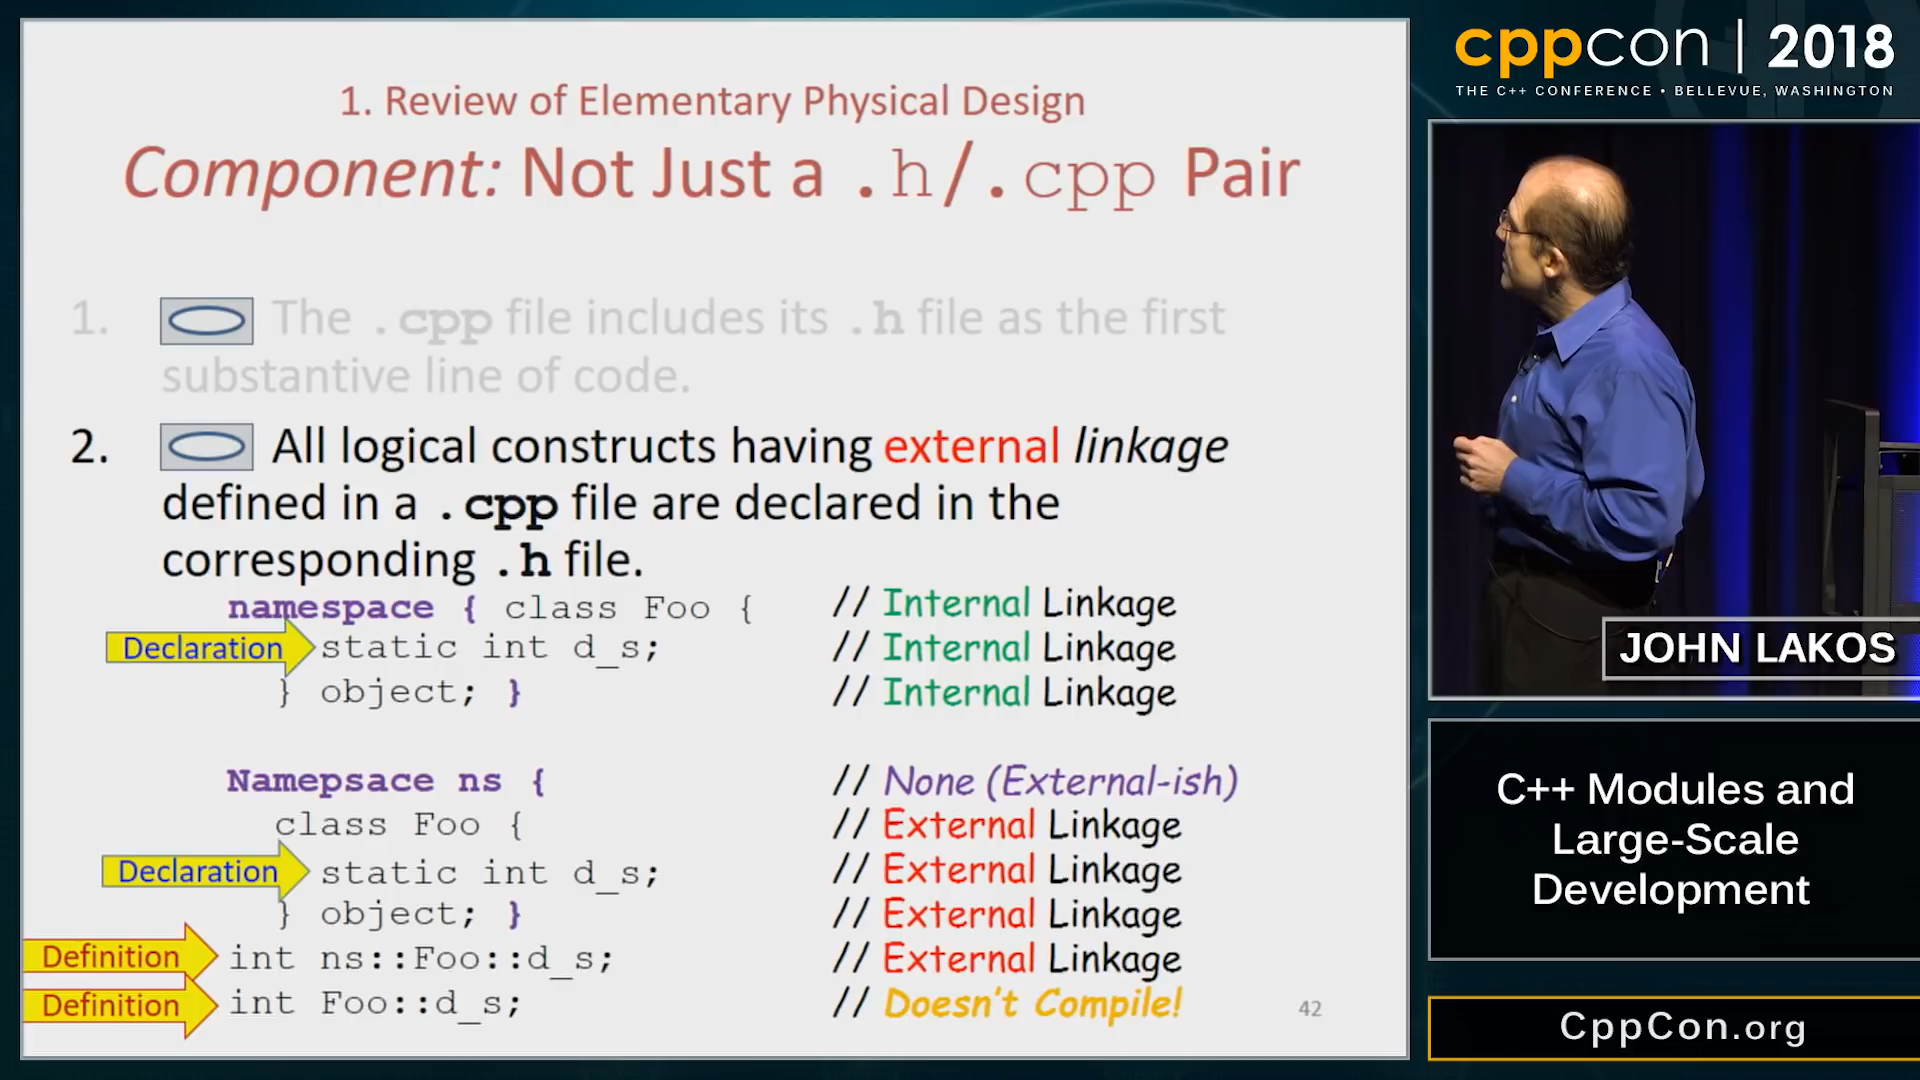 1. Review of Elementary Physical Design
Component: Not Just a .h/.cpp Pair
1. The .cpp file includes its .h file as the first
substantive line of code.
2. All logical constructs having external linkage
defined in a .cpp file are declared in the
corresponding .h file.
namespace { class Foo { // Internal Linkage
Declaration static int d_s; // Internal Linkage
} object; } // Internal Linkage
Namepsace ns { // None (External-ish)
class Foo { // External Linkage
Declaration static int d_s; // External Linkage
} object; } // External Linkage
Definition int ns::Foo::d_s; // External Linkage
Definition int Foo::d_s; // Doesn't Compile!
42
cppcon | 2018
THE C++ CONFERENCE • BELLEVUE, WASHINGTON
JOHN LAKOS
C++ Modules and
Large-Scale
Development
CppCon.org